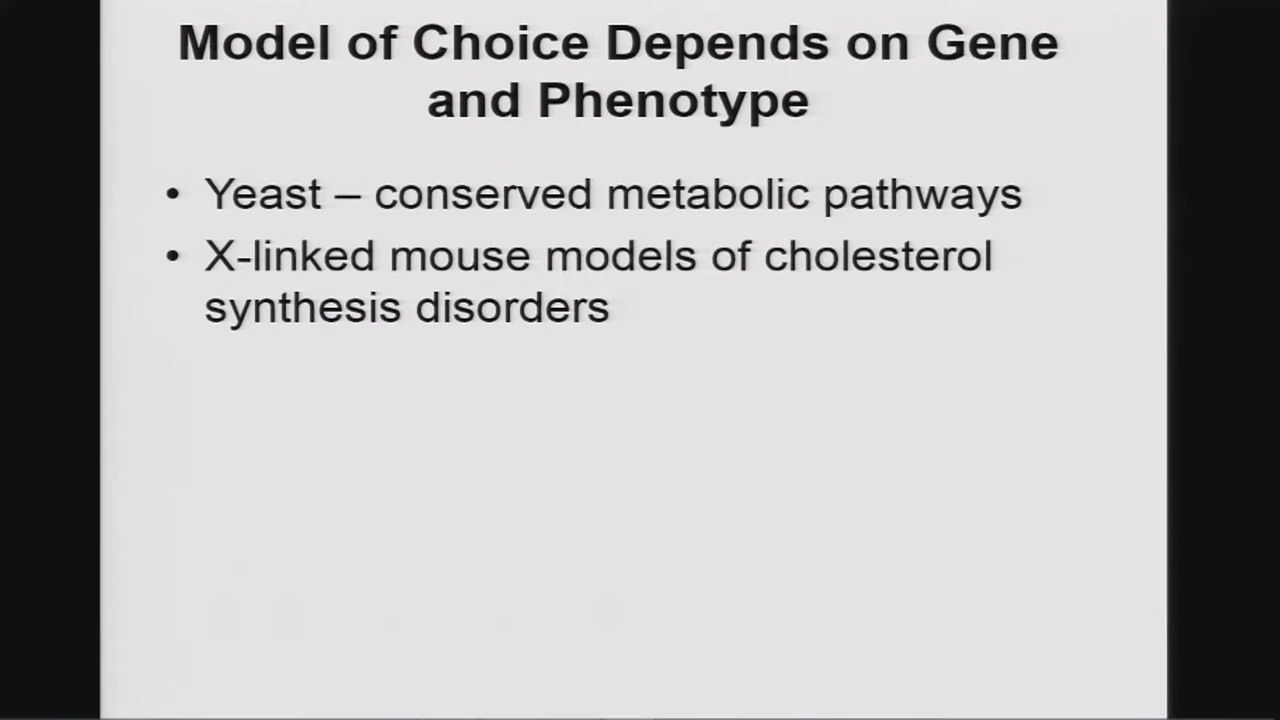 Model of Choice Depends on Gene
and Phenotype
• Yeast – conserved metabolic pathways
• X-linked mouse models of cholesterol
synthesis disorders